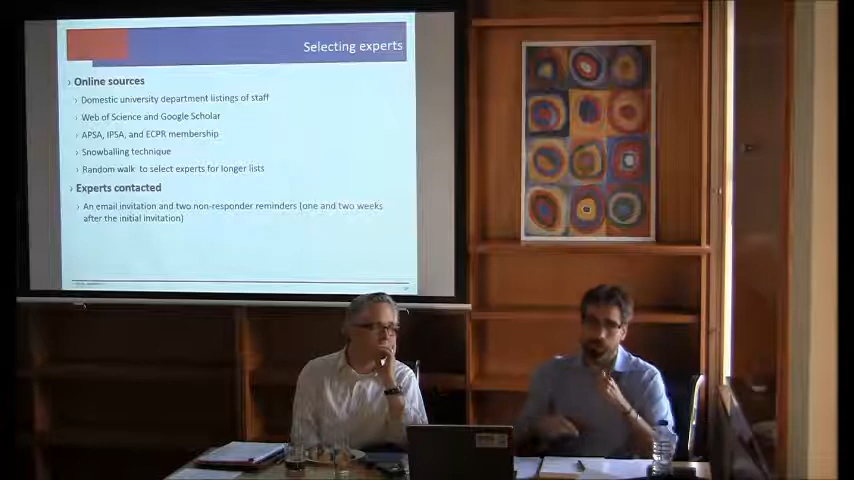 Selecting experts
› Online sources
› Domestic university department listings of staff
› Web of Science and Google Scholar
› APSA, IPSA, and ECPR membership
› Snowballing technique
› Random walk to select experts for longer lists
› Experts contacted
› An email invitation and two non-responder reminders (one and two weeks
after the initial invitation)